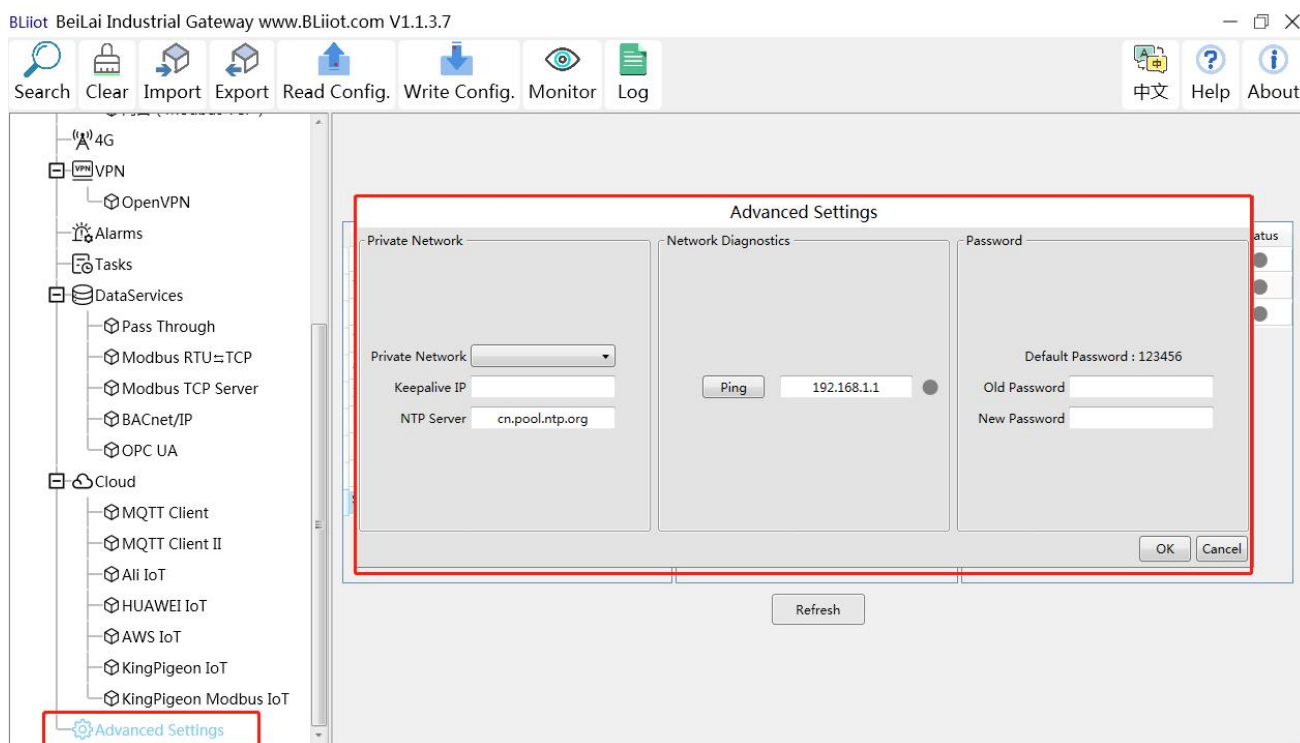 BLiiot BeiLai Industrial Gateway www.BLiiot.com V1.1.3.7
Search Clear Import Export Read Config. Write Config. Monitor Log 中文 Help About
4G
VPN
OpenVPN
Alarms
Tasks
DataServices
Pass Through
Modbus RTU⇆TCP
Modbus TCP Server
BACnet/IP
OPC UA
Cloud
MQTT Client
MQTT Client II
Ali IoT
HUAWEI IoT
AWS IoT
KingPigeon IoT
KingPigeon Modbus IoT
Advanced Settings
Advanced Settings
Private Network
Private Network
Keepalive IP
NTP Server cn.pool.ntp.org
Network Diagnostics
Ping 192.168.1.1
Password
Default Password : 123456
Old Password
New Password
OK Cancel
atus
Refresh